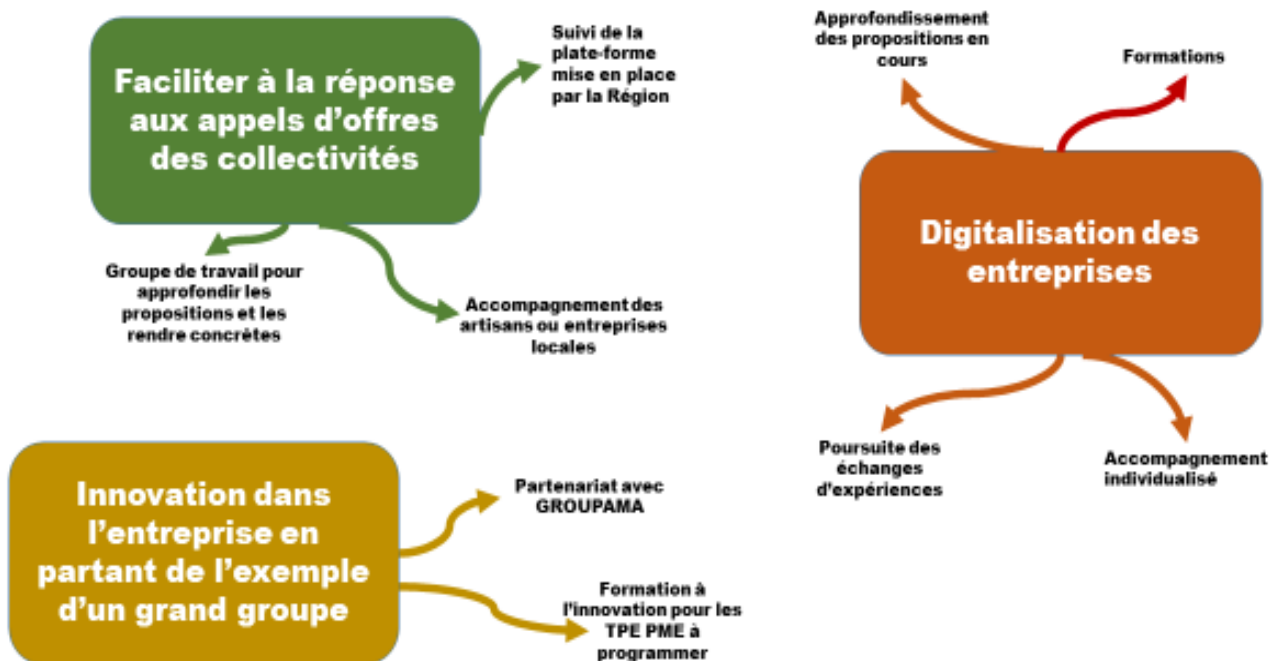 Faciliter à la réponse
aux appels d'offres
des collectivités
Suivi de la
plate-forme
mise en place
par la Région
Groupe de travail pour
approfondir les
propositions et les
rendre concrètes
Accompagnement des
artisans ou entreprises
locales
Approfondissement
des propositions en
cours
Formations
Digitalisation des
entreprises
Poursuite des
échanges
d'expériences
Accompagnement
individualisé
Innovation dans
l'entreprise en
partant de l'exemple
d'un grand groupe
Partenariat avec
GROUPAMA
Formation à
l'innovation pour les
TPE PME à
programmer